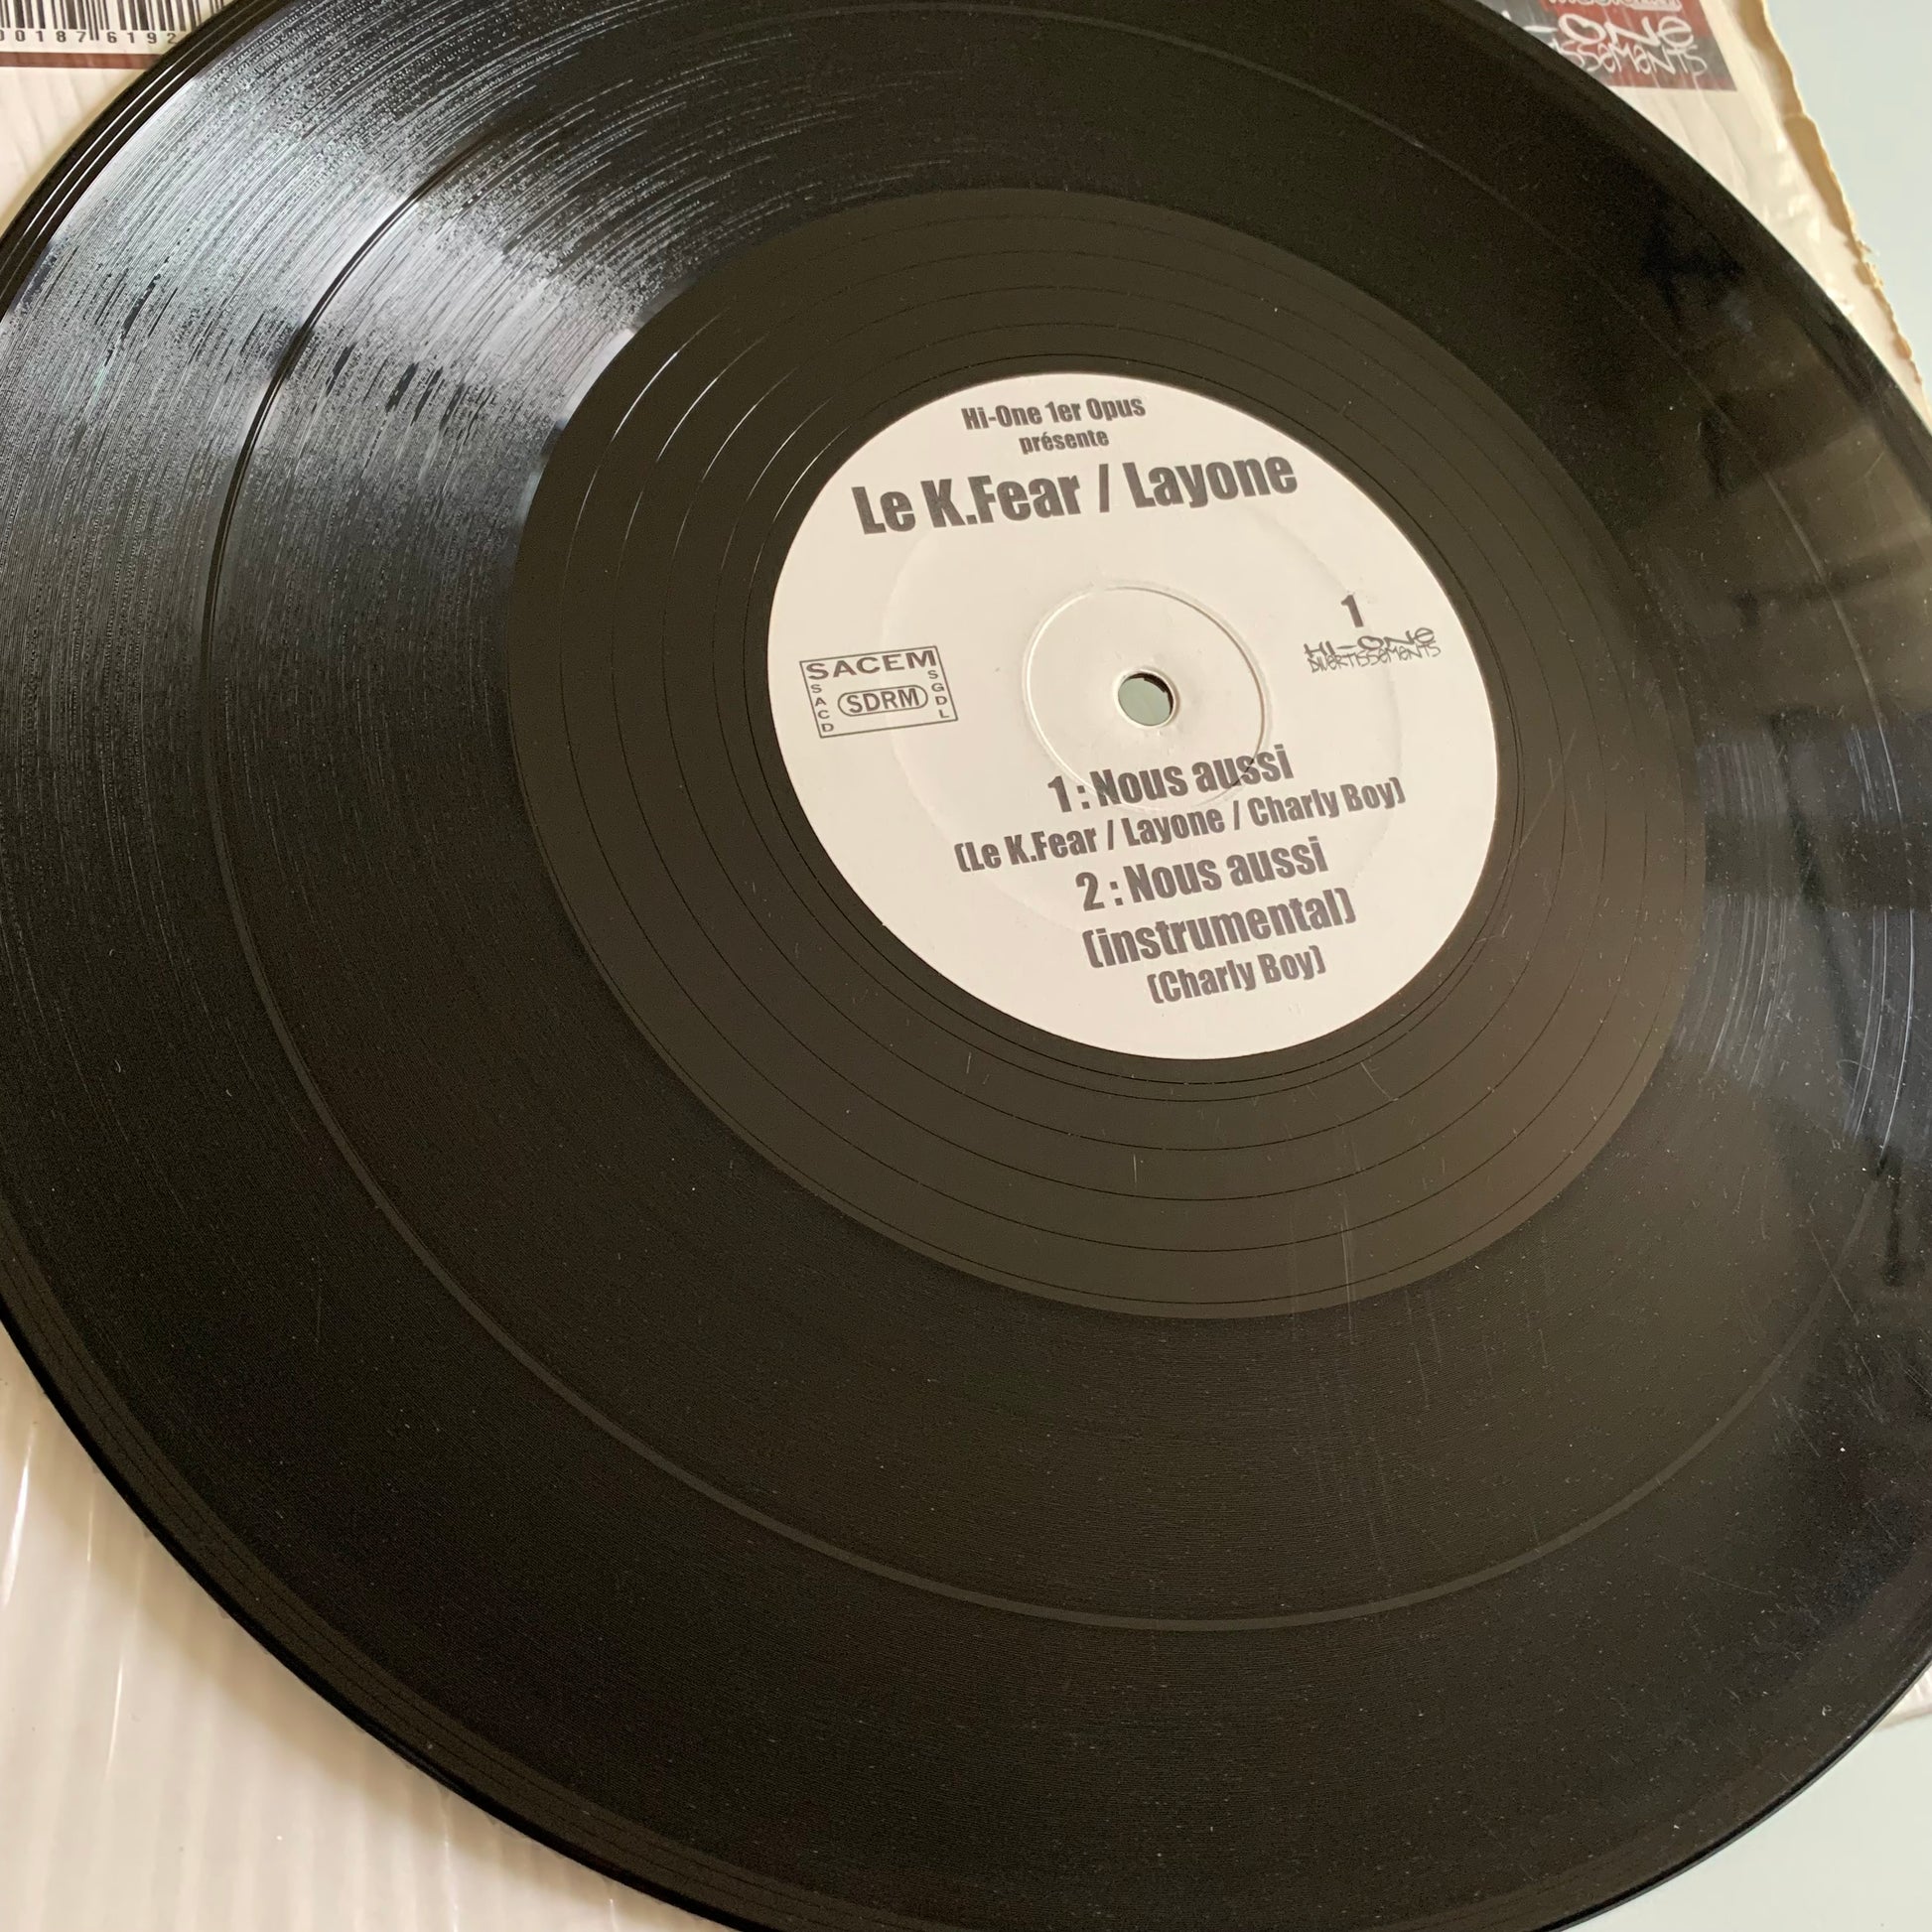 Hi-One 1er Opus
présente
Le K.Fear / Layone
1
HI-ONE
DIVERTISSEMENTS
SACEM
SACD
SDRM
SGDL
1 : Nous aussi
(Le K.Fear / Layone / Charly Boy)
2 : Nous aussi
(instrumental)
(Charly Boy)